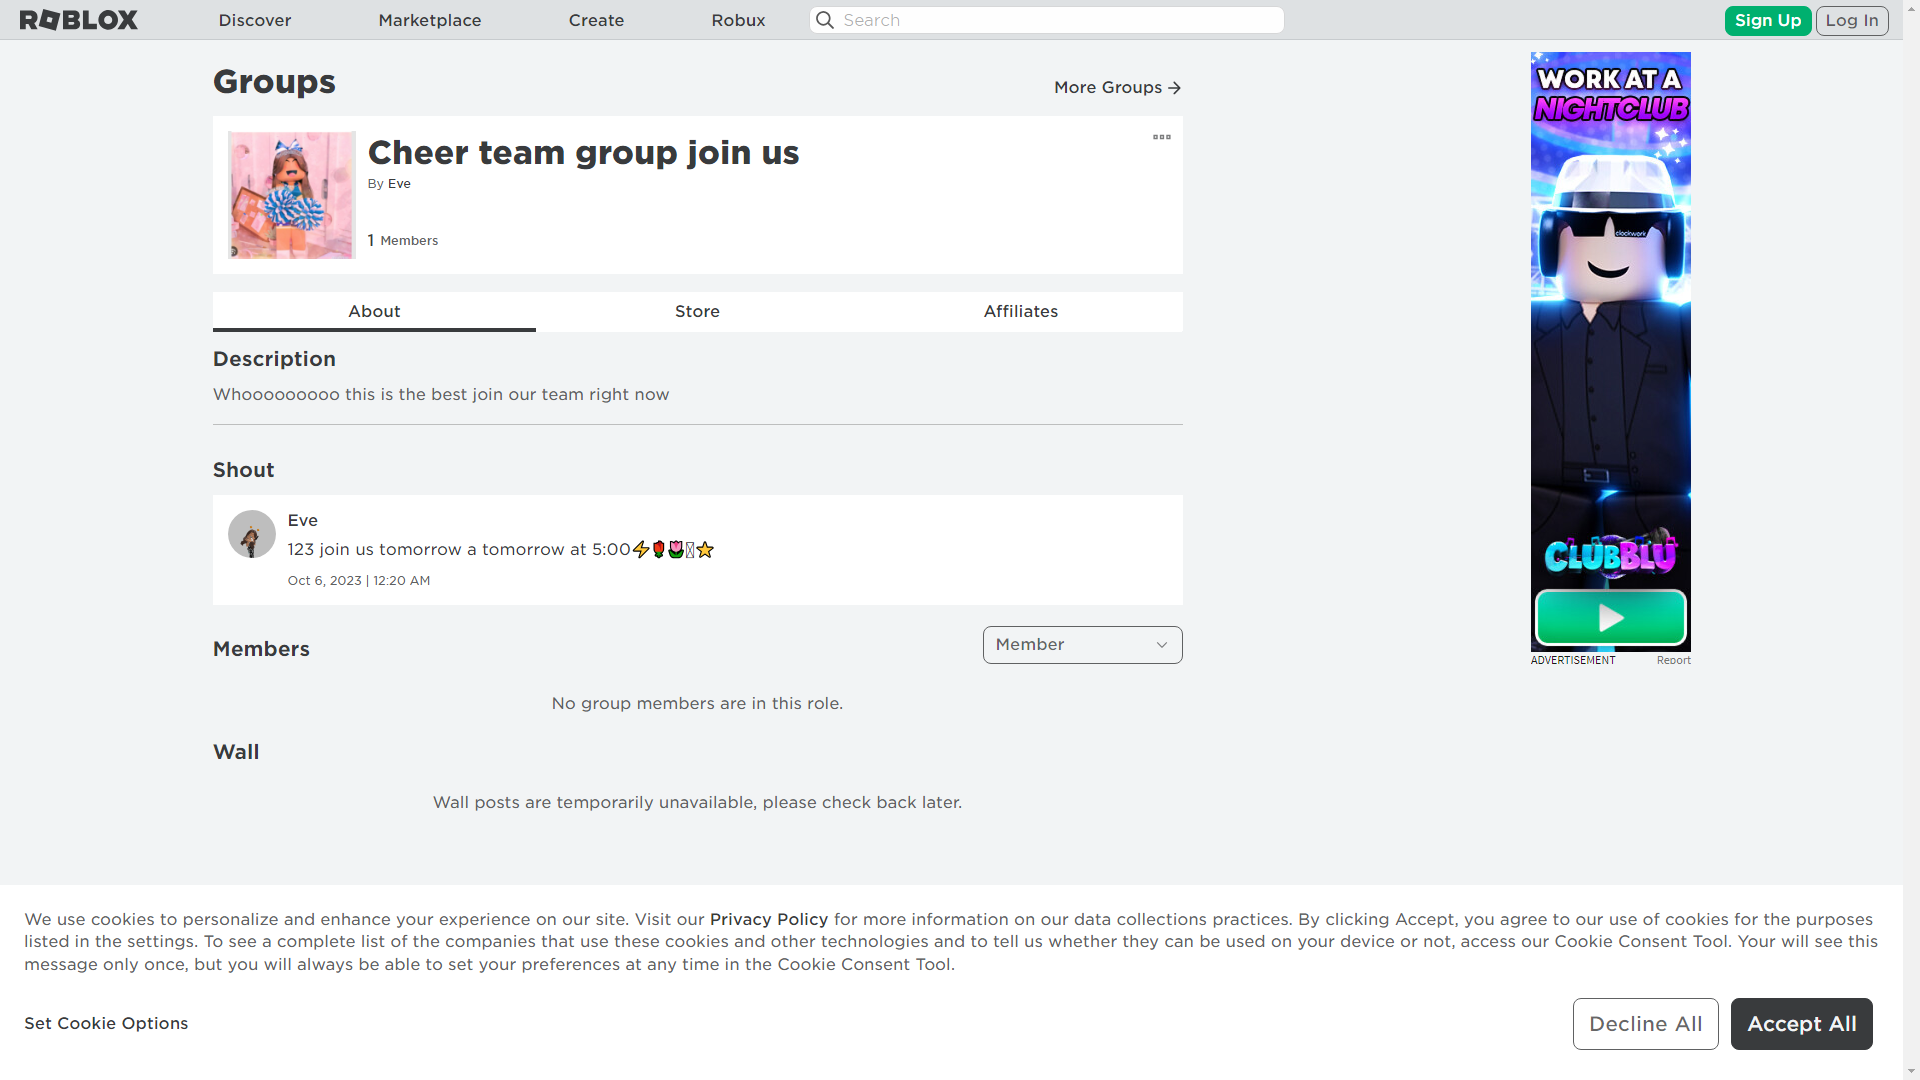 ROBLOX
Discover
Marketplace
Create
Robux
Search
Sign Up
Log In
Groups
More Groups
Cheer team group join us
By Eve
1 Members
About
Store
Affiliates
Description
Whooooooooo this is the best join our team right now
Shout
Eve
123 join us tomorrow a tomorrow at 5:00⚡🌹🌷 ⭐
Oct 6, 2023 | 12:20 AM
Members
Member
No group members are in this role.
Wall
Wall posts are temporarily unavailable, please check back later.
WORK AT A
NIGHTCLUB
clockwork
CLUBBLU
ADVERTISEMENT
Report
We use cookies to personalize and enhance your experience on our site. Visit our Privacy Policy for more information on our data collections practices. By clicking Accept, you agree to our use of cookies for the purposes
listed in the settings. To see a complete list of the companies that use these cookies and other technologies and to tell us whether they can be used on your device or not, access our Cookie Consent Tool. Your will see this
message only once, but you will always be able to set your preferences at any time in the Cookie Consent Tool.
Set Cookie Options
Decline All
Accept All